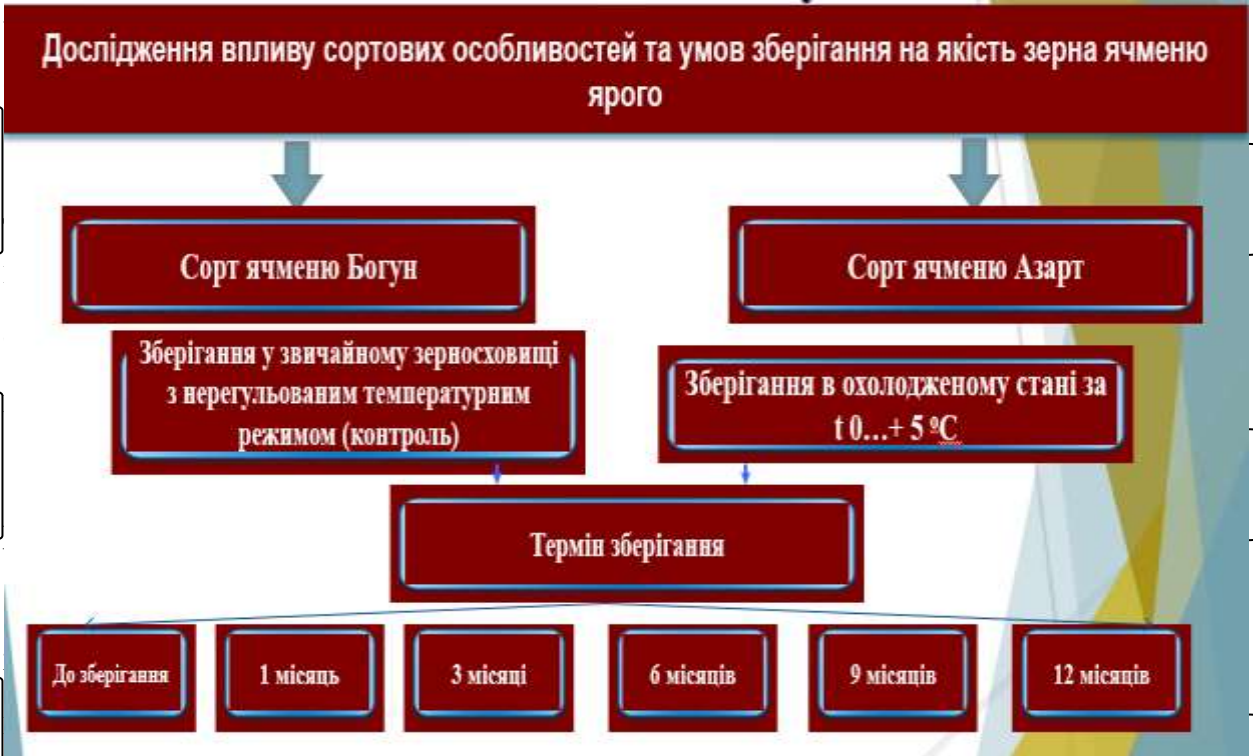 Дослідження впливу сортових особливостей та умов зберігання на якість зерна ячменю
ярого
Сорт ячменю Богун
Сорт ячменю Азарт
Зберігання у звичайному зерносховищі
з нерегульованим температурним
режимом (контроль)
Зберігання в охолодженому стані за
t 0...+ 5 ºС
Термін зберігання
До зберігання
1 місяць
3 місяці
6 місяців
9 місяців
12 місяців